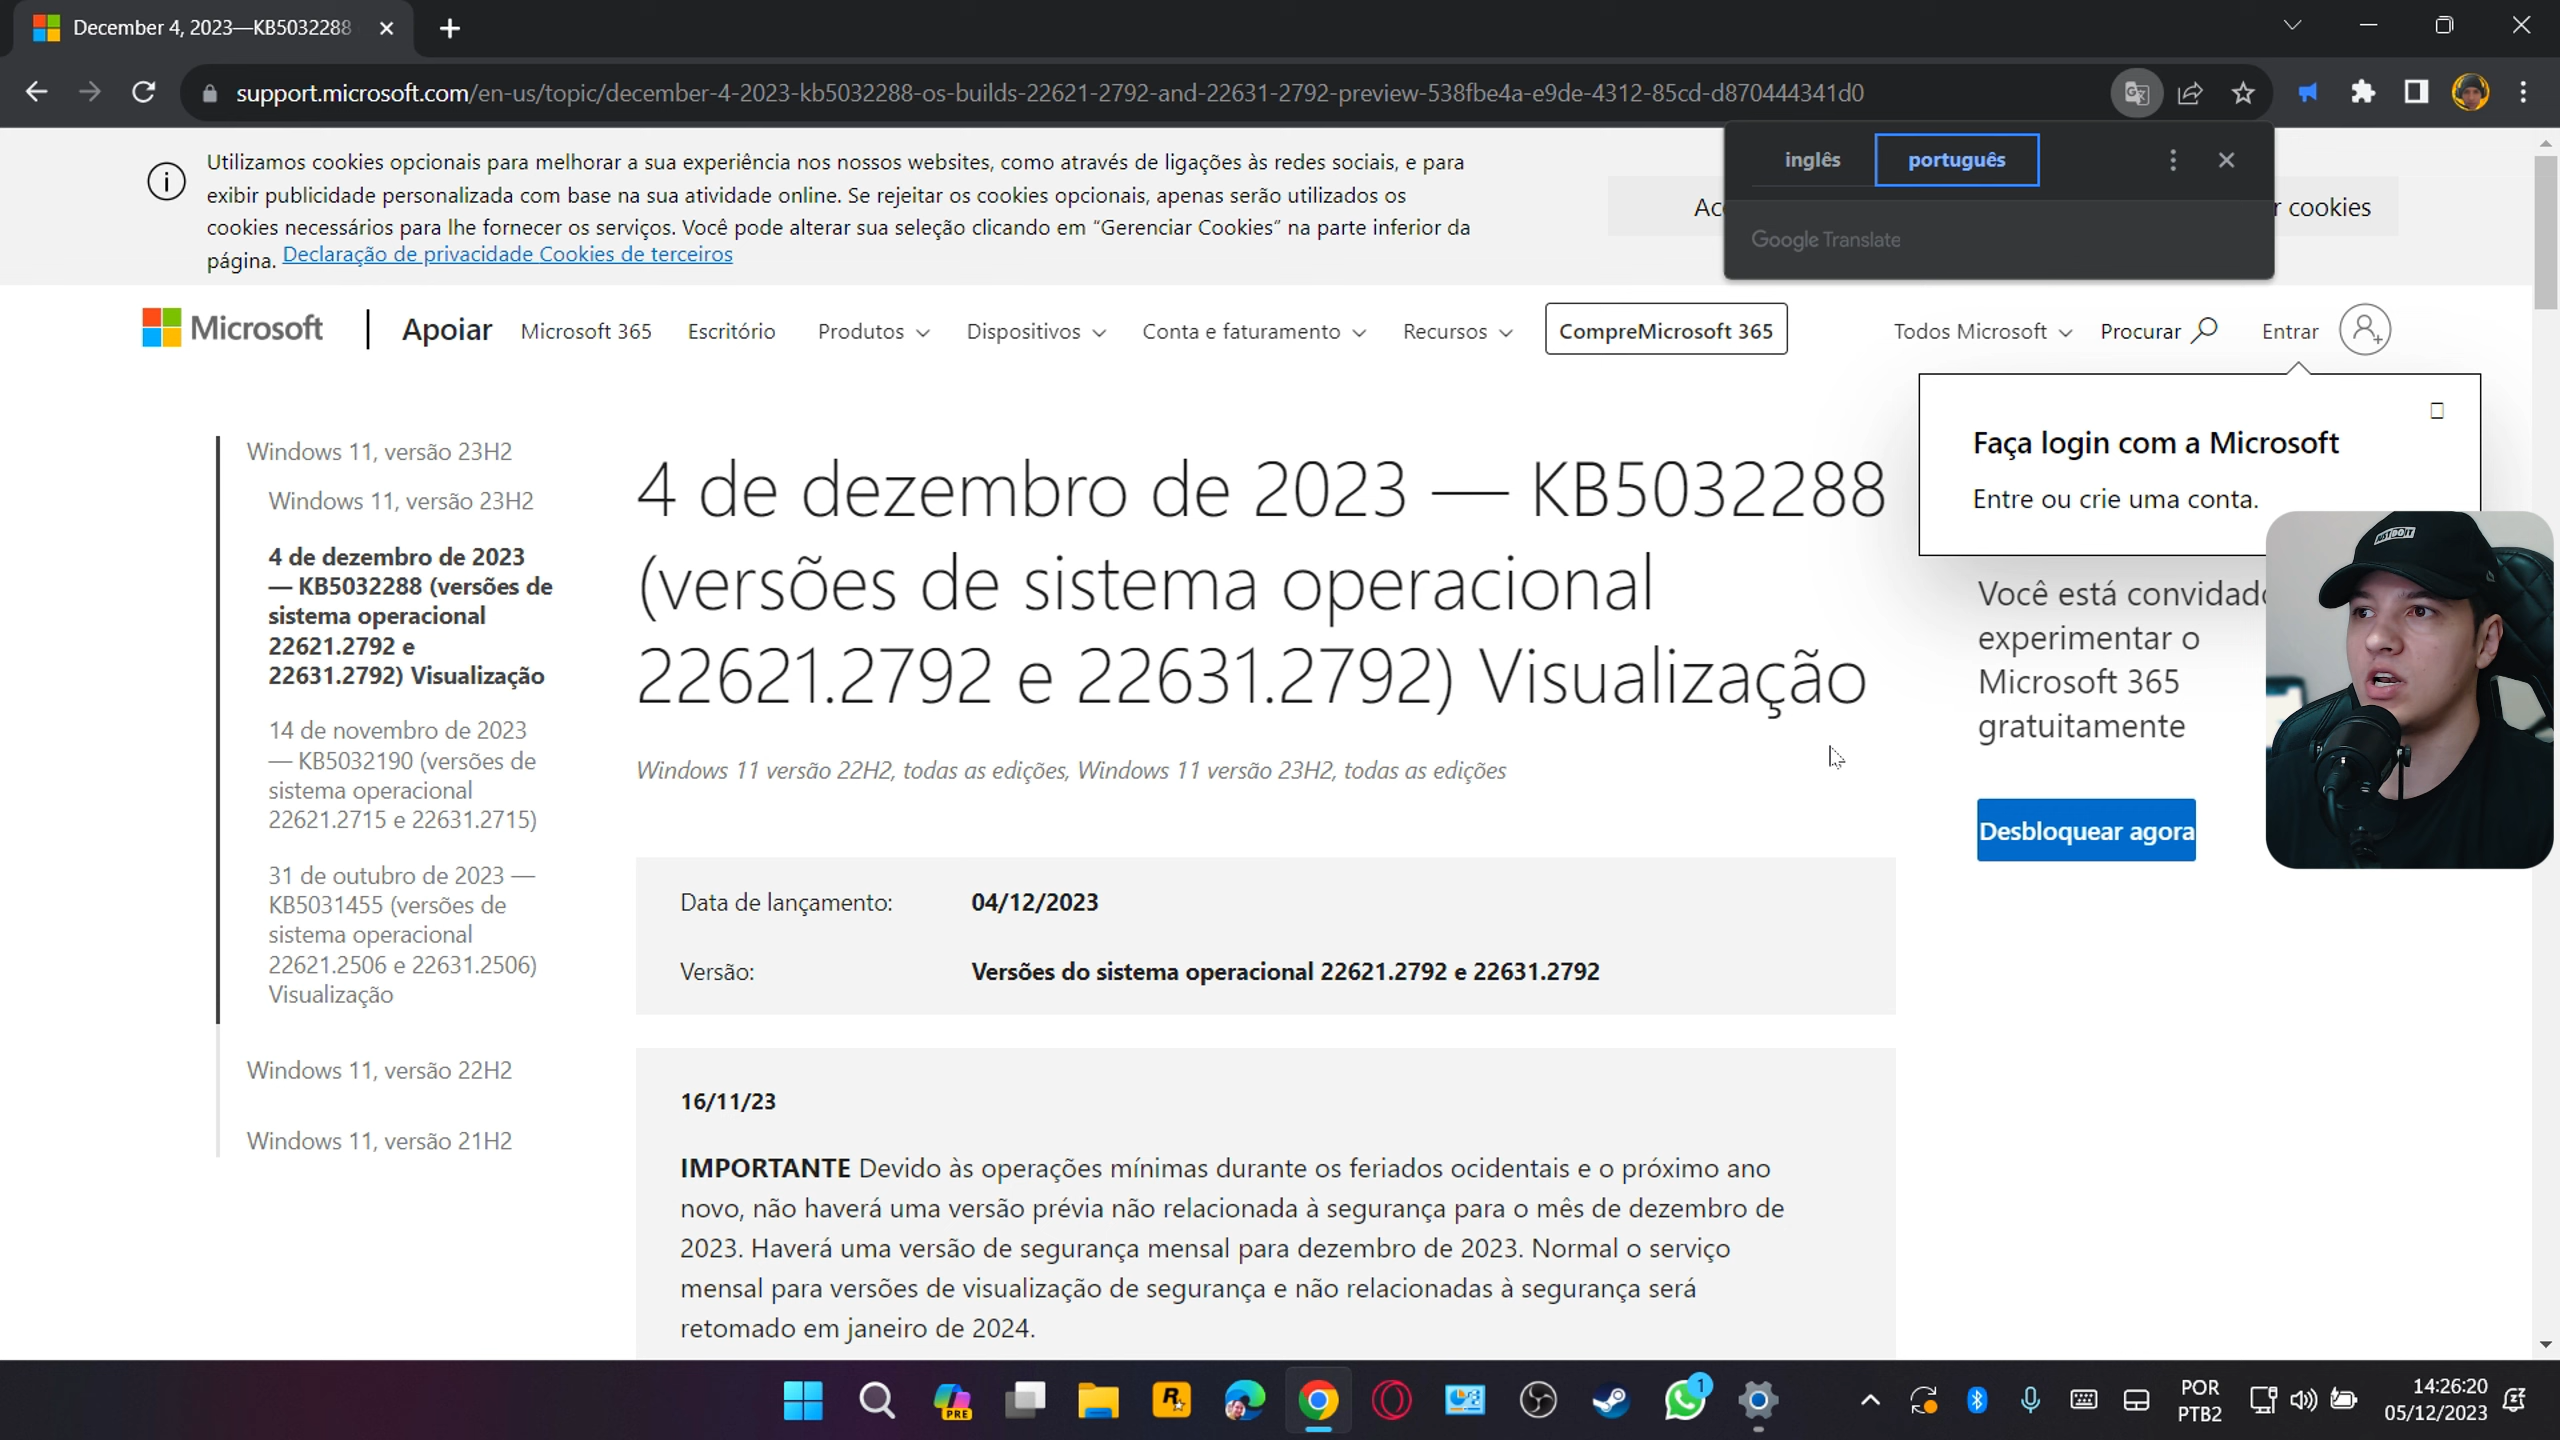 December 4, 2023—KB5032288
support.microsoft.com/en-us/topic/december-4-2023-kb5032288-os-builds-22621-2792-and-22631-2792-preview-538fbe4a-e9de-4312-85cd-d870444341d0
Utilizamos cookies opcionais para melhorar a sua experiência nos nossos websites, como através de ligações às redes sociais, e para
exibir publicidade personalizada com base na sua atividade online. Se rejeitar os cookies opcionais, apenas serão utilizados os
cookies necessários para lhe fornecer os serviços. Você pode alterar sua seleção clicando em "Gerenciar Cookies" na parte inferior da
página. Declaração de privacidade Cookies de terceiros
inglês português
Google Translate
r cookies
Microsoft Apoiar Microsoft 365 Escritório Produtos Dispositivos Conta e faturamento Recursos CompreMicrosoft 365 Todos Microsoft Procurar Entrar
Faça login com a Microsoft
Entre ou crie uma conta.
Windows 11, versão 23H2
Windows 11, versão 23H2
4 de dezembro de 2023
— KB5032288 (versões de
sistema operacional
22621.2792 e
22631.2792) Visualização
14 de novembro de 2023
— KB5032190 (versões de
sistema operacional
22621.2715 e 22631.2715)
31 de outubro de 2023 —
KB5031455 (versões de
sistema operacional
22621.2506 e 22631.2506)
Visualização
Windows 11, versão 22H2
Windows 11, versão 21H2
4 de dezembro de 2023 — KB5032288
(versões de sistema operacional
22621.2792 e 22631.2792) Visualização
Windows 11 versão 22H2, todas as edições, Windows 11 versão 23H2, todas as edições
Data de lançamento: 04/12/2023
Versão: Versões do sistema operacional 22621.2792 e 22631.2792
16/11/23
IMPORTANTE Devido às operações mínimas durante os feriados ocidentais e o próximo ano
novo, não haverá uma versão prévia não relacionada à segurança para o mês de dezembro de
2023. Haverá uma versão de segurança mensal para dezembro de 2023. Normal o serviço
mensal para versões de visualização de segurança e não relacionadas à segurança será
retomado em janeiro de 2024.
Você está convidado
experimentar o
Microsoft 365
gratuitamente
Desbloquear agora
PRE
1
POR
PTB2
14:26:20
05/12/2023